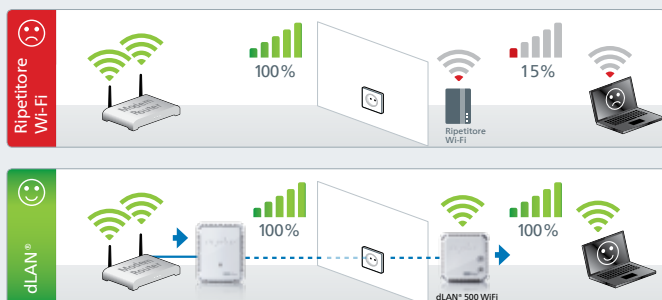 Ripetitore
Wi-Fi
Modem
Router
100%
Ripetitore
Wi-Fi
15%
dLAN®
Modem
Router
100%
dLAN® 500 WiFi
100%